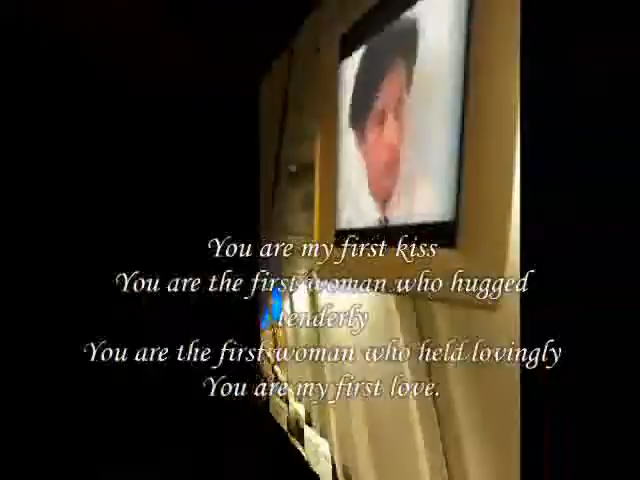 You are my first kiss
You are the first woman who hugged
tenderly
You are the first woman who held lovingly
You are my first love.